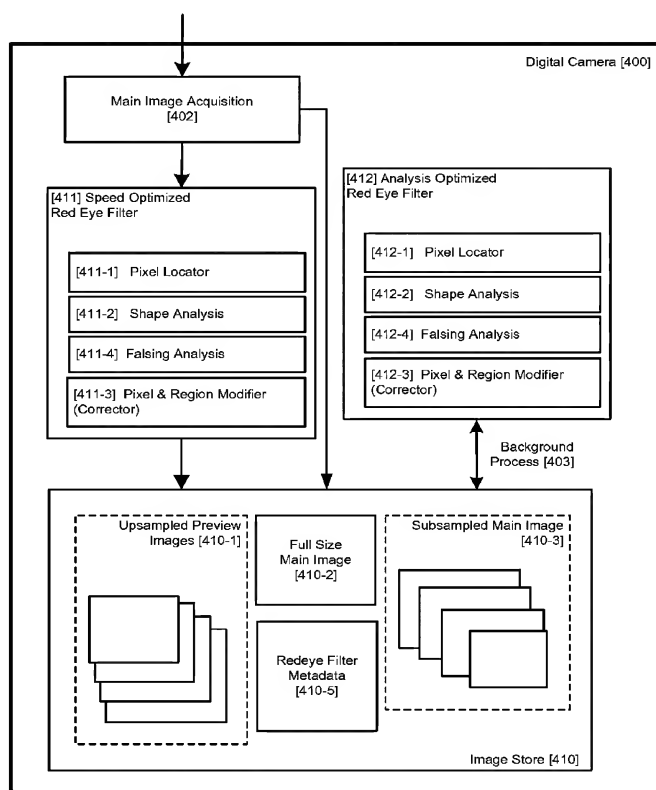 Digital Camera [400]
Main Image Acquisition
[402]
[411] Speed Optimized
Red Eye Filter
[411-1] Pixel Locator
[411-2] Shape Analysis
[411-4] Falsing Analysis
[411-3] Pixel & Region Modifier
(Corrector)
[412] Analysis Optimized
Red Eye Filter
[412-1] Pixel Locator
[412-2] Shape Analysis
[412-4] Falsing Analysis
[412-3] Pixel & Region Modifier
(Corrector)
Background
Process [403]
Upsampled Preview
Images [410-1]
Full Size
Main Image
[410-2]
Subsampled Main Image
[410-3]
Redeye Filter
Metadata
[410-5]
Image Store [410]